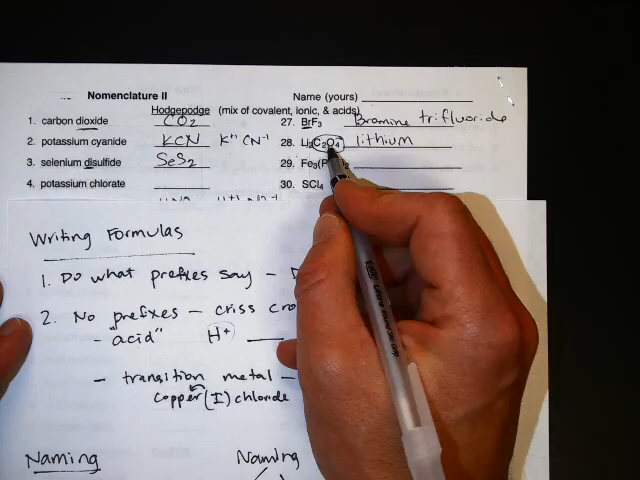 Nomenclature II
Name (yours)
Hodgepodge (mix of covalent, ionic, & acids)
1. carbon dioxide CO2
27. BrF3 Bromine trifluoride
2. potassium cyanide KCN K+1 CN-1
28. Li2C2O4 lithium
3. selenium disulfide SeS2
29. Fe3(P
2
4. potassium chlorate
30. SCl4
Writing Formulas
1. Do what prefixes say -
2. No prefixes - criss cro
- "acid" H+
- transition metal -
copper (I) chloride
Naming
Naming